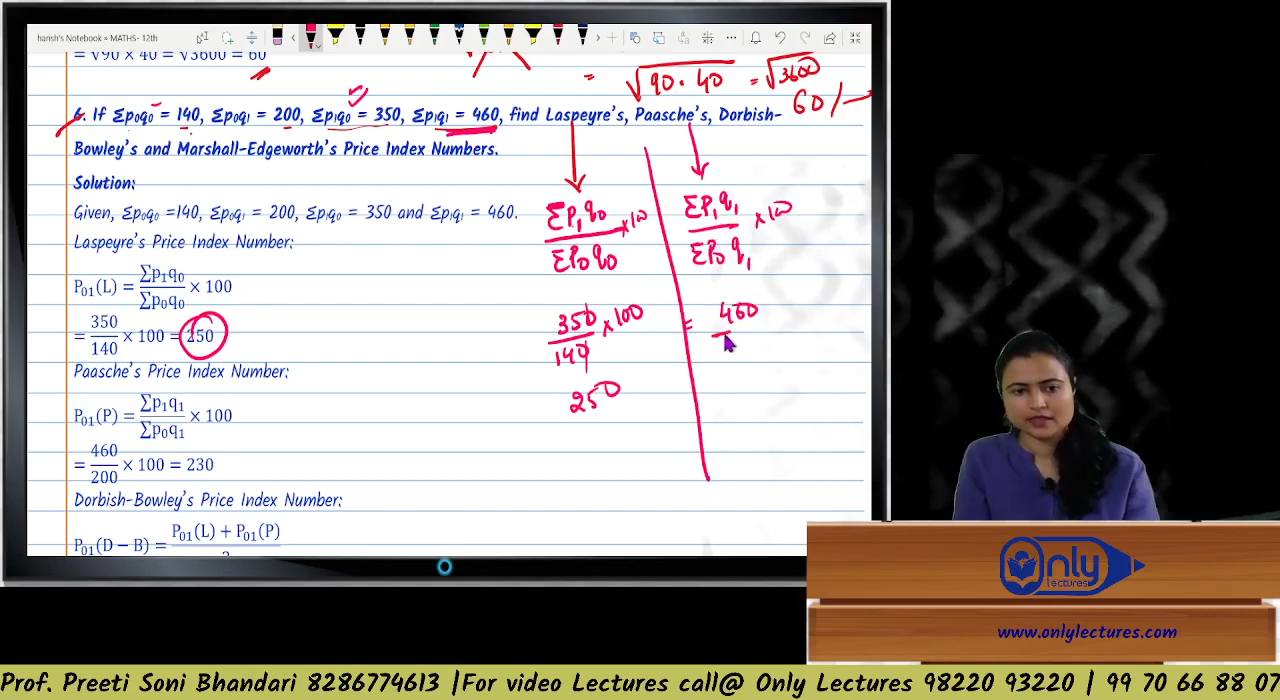 harish's Notebook » MATHS- 12th
= √90 × 40 = √3600 = 60
= √90 · 40 = √3600
60/-
6. If Σp₀q₀ = 140, Σp₀q₁ = 200, Σp₁q₀ = 350, Σp₁q₁ = 460, find Laspeyre's, Paasche's, Dorbish-
Bowley's and Marshall-Edgeworth's Price Index Numbers.
Solution:
Given, Σp₀q₀ =140, Σp₀q₁ = 200, Σp₁q₀ = 350 and Σp₁q₁ = 460.
Laspeyre's Price Index Number:
P₀₁(L) = Σp₁q₀ / Σp₀q₀ × 100
= 350 / 140 × 100 = 250
Paasche's Price Index Number:
P₀₁(P) = Σp₁q₁ / Σp₀q₁ × 100
= 460 / 200 × 100 = 230
Dorbish-Bowley's Price Index Number:
P₀₁(D − B) = P₀₁(L) + P₀₁(P)
ΣP₁q₀ / ΣP₀q₀ × 100
350 / 140 × 100
250
ΣP₁q₁ / ΣP₀q₁ × 100
= 460
Only
lectures
www.onlylectures.com
Prof. Preeti Soni Bhandari 8286774613 |For video Lectures call@ Only Lectures 98220 93220 | 99 70 66 88 07